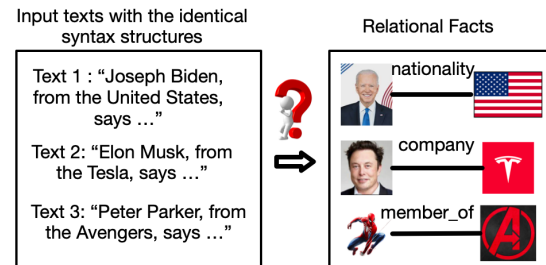 Input texts with the identical
syntax structures
Text 1 : “Joseph Biden,
from the United States,
says …”
Text 2: “Elon Musk, from
the Tesla, says …”
Text 3: “Peter Parker, from
the Avengers, says …”
Relational Facts
nationality
company
member_of